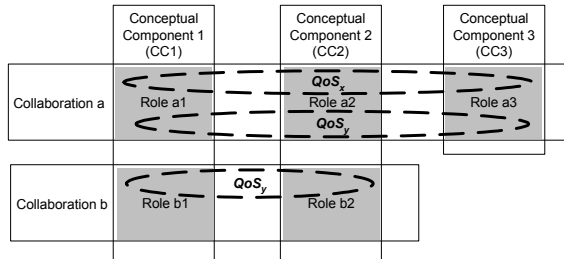 Conceptual Component 1 (CC1)
Conceptual Component 2 (CC2)
Conceptual Component 3 (CC3)
QoSx
Collaboration a
Role a1
Role a2
Role a3
QoSy
QoSy
Collaboration b
Role b1
Role b2